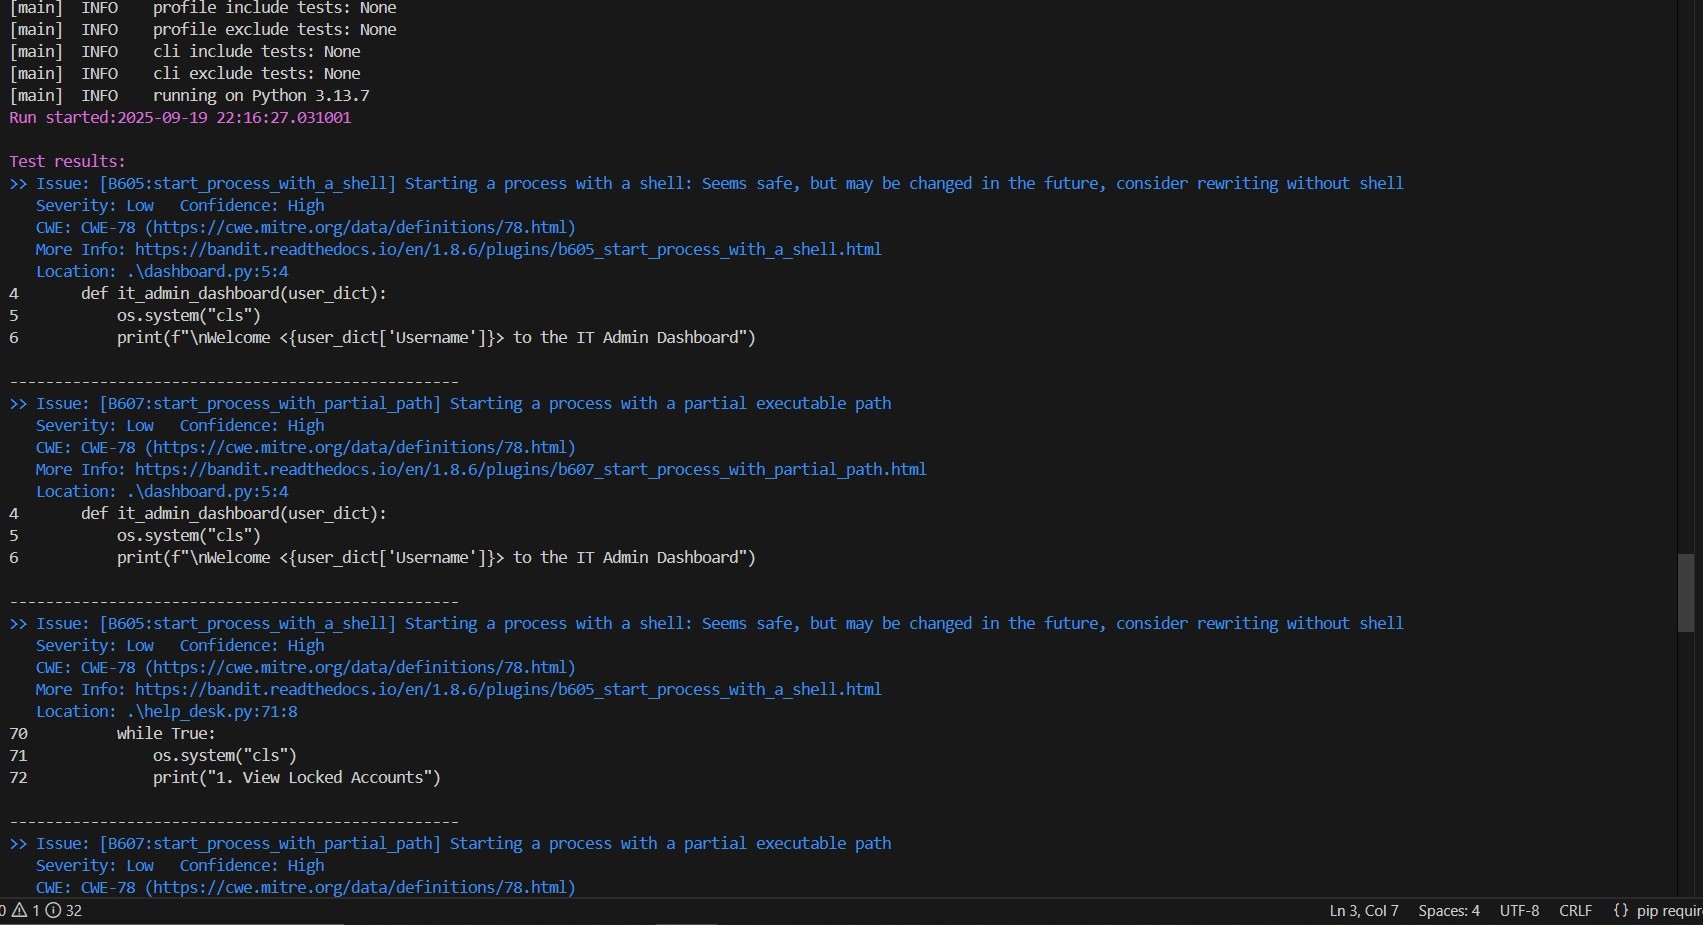 [main]  INFO    profile include tests: None
[main]  INFO    profile exclude tests: None
[main]  INFO    cli include tests: None
[main]  INFO    cli exclude tests: None
[main]  INFO    running on Python 3.13.7
Run started:2025-09-19 22:16:27.031001

Test results:
>> Issue: [B605:start_process_with_a_shell] Starting a process with a shell: Seems safe, but may be changed in the future, consider rewriting without shell
   Severity: Low   Confidence: High
   CWE: CWE-78 (https://cwe.mitre.org/data/definitions/78.html)
   More Info: https://bandit.readthedocs.io/en/1.8.6/plugins/b605_start_process_with_a_shell.html
   Location: .\dashboard.py:5:4
4       def it_admin_dashboard(user_dict):
5           os.system("cls")
6           print(f"\nWelcome <{user_dict['Username']}> to the IT Admin Dashboard")

--------------------------------------------------
>> Issue: [B607:start_process_with_partial_path] Starting a process with a partial executable path
   Severity: Low   Confidence: High
   CWE: CWE-78 (https://cwe.mitre.org/data/definitions/78.html)
   More Info: https://bandit.readthedocs.io/en/1.8.6/plugins/b607_start_process_with_partial_path.html
   Location: .\dashboard.py:5:4
4       def it_admin_dashboard(user_dict):
5           os.system("cls")
6           print(f"\nWelcome <{user_dict['Username']}> to the IT Admin Dashboard")

--------------------------------------------------
>> Issue: [B605:start_process_with_a_shell] Starting a process with a shell: Seems safe, but may be changed in the future, consider rewriting without shell
   Severity: Low   Confidence: High
   CWE: CWE-78 (https://cwe.mitre.org/data/definitions/78.html)
   More Info: https://bandit.readthedocs.io/en/1.8.6/plugins/b605_start_process_with_a_shell.html
   Location: .\help_desk.py:71:8
70          while True:
71              os.system("cls")
72              print("1. View Locked Accounts")

--------------------------------------------------
>> Issue: [B607:start_process_with_partial_path] Starting a process with a partial executable path
   Severity: Low   Confidence: High
   CWE: CWE-78 (https://cwe.mitre.org/data/definitions/78.html)
0 1 32 Ln 3, Col 7 Spaces: 4 UTF-8 CRLF {} pip requir